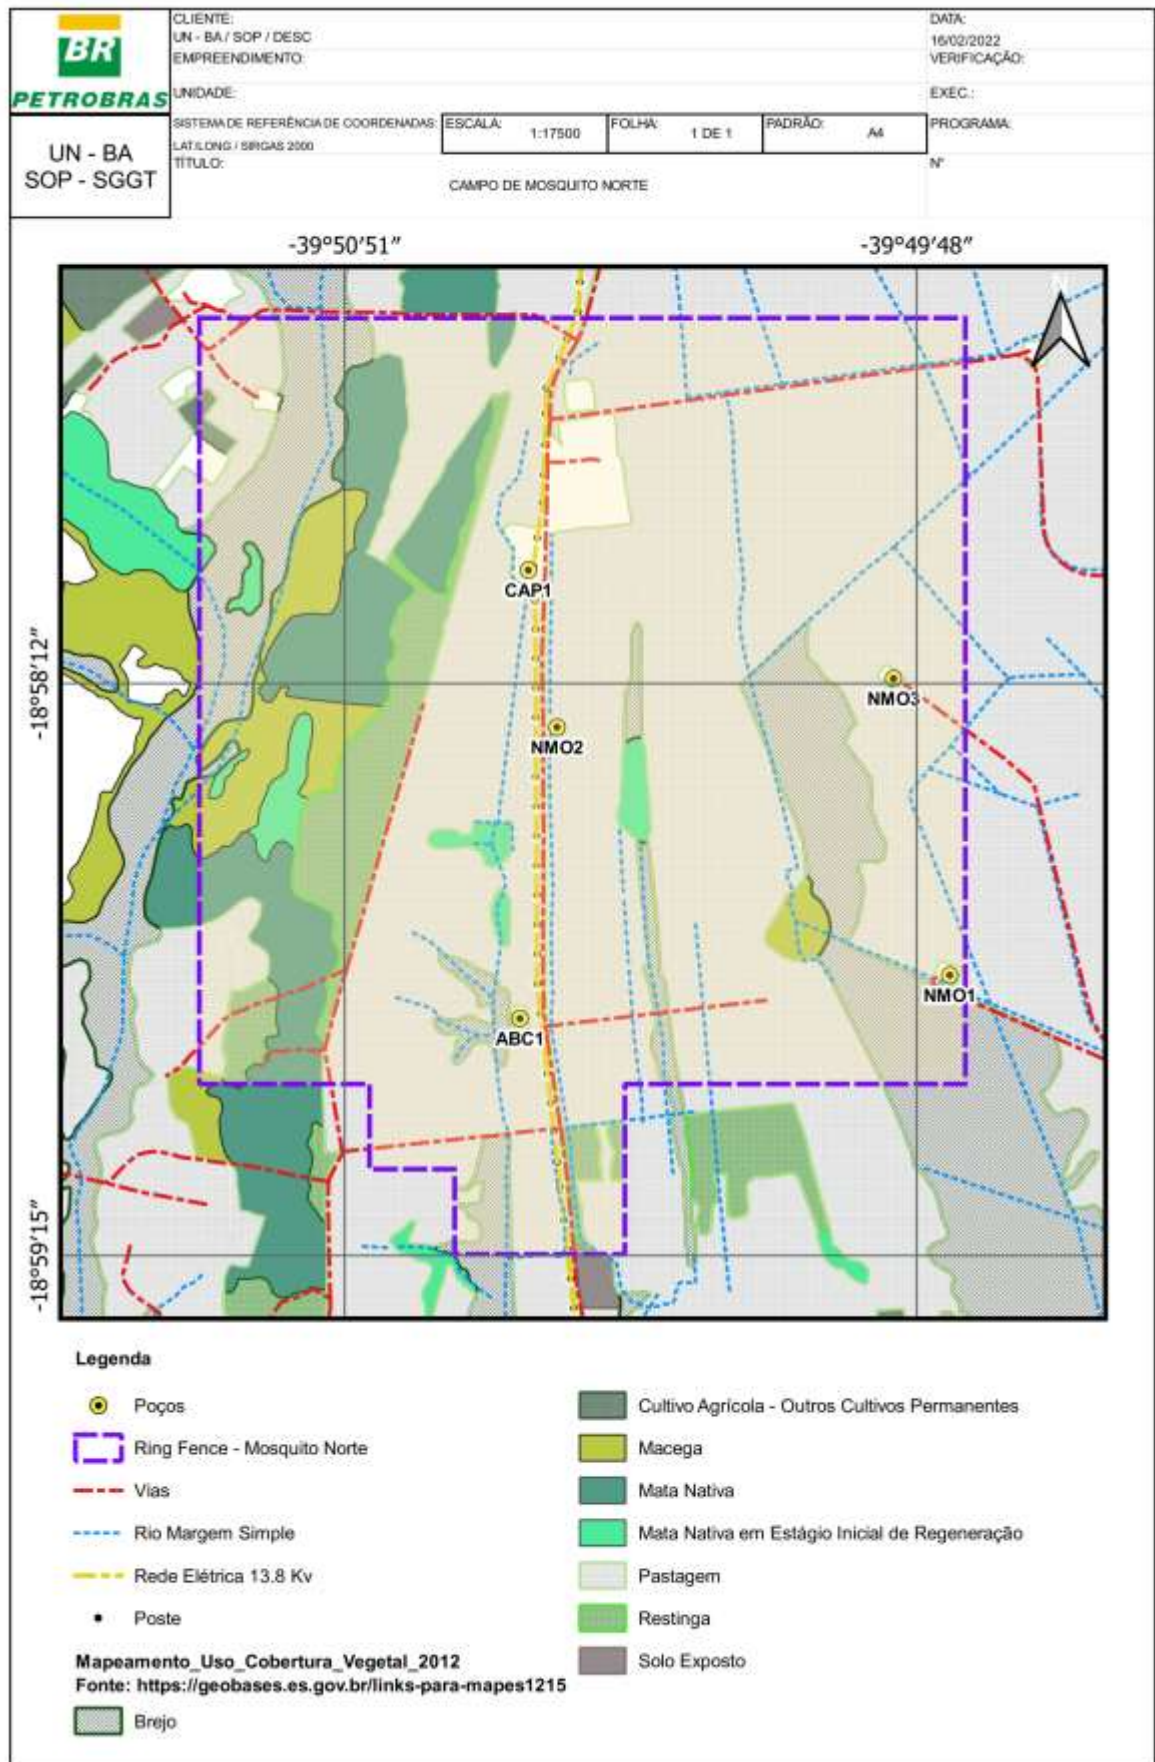 BR
PETROBRAS
UN - BA
SOP - SGGT
CLIENTE:
UN - BA / SOP / DESC
DATA:
16/02/2022
EMPREENDIMENTO:
VERIFICAÇÃO:
UNIDADE:
EXEC.:
SISTEMA DE REFERÊNCIA DE COORDENADAS:
LAT/LONG / SIRGAS 2000
ESCALA: 1:17500
FOLHA: 1 DE 1
PADRÃO: A4
PROGRAMA:
TÍTULO:
CAMPO DE MOSQUITO NORTE
Nº
-39°50'51"
-39°49'48"
-18°58'12"
-18°59'15"
CAP1
NMO3
NMO2
NMO1
ABC1
Legenda
Poços
Ring Fence - Mosquito Norte
Vias
Rio Margem Simple
Rede Elétrica 13.8 Kv
Poste
Mapeamento_Uso_Cobertura_Vegetal_2012
Fonte: https://geobases.es.gov.br/links-para-mapes1215
Brejo
Cultivo Agrícola - Outros Cultivos Permanentes
Macega
Mata Nativa
Mata Nativa em Estágio Inicial de Regeneração
Pastagem
Restinga
Solo Exposto